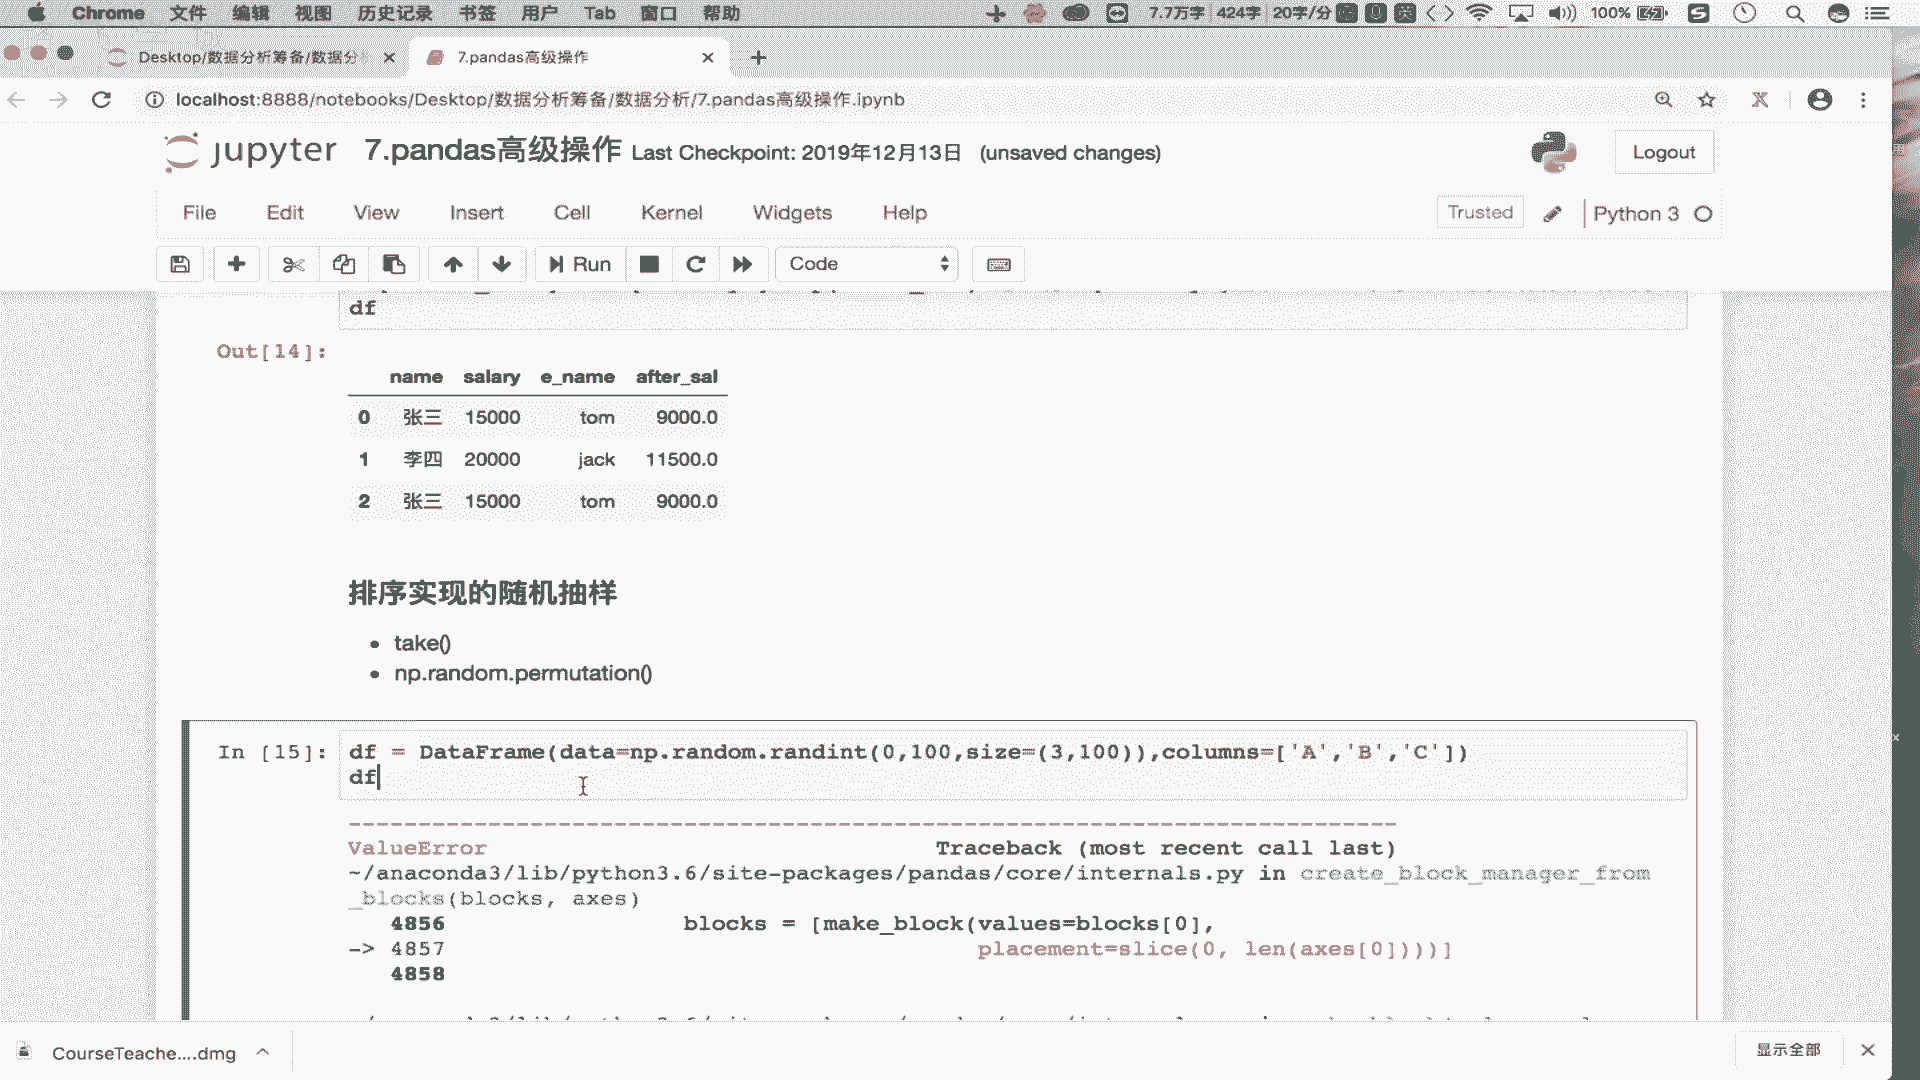 Chrome 文件 编辑 视图 历史记录 书签 用户 Tab 窗口 帮助 7.7万字 424字 20字/分 英 100%
Desktop/数据分析筹备/数据分 7.pandas高级操作
localhost:8888/notebooks/Desktop/数据分析筹备/数据分析/7.pandas高级操作.ipynb
jupyter 7.pandas高级操作 Last Checkpoint: 2019年12月13日 (unsaved changes) Logout
File Edit View Insert Cell Kernel Widgets Help Trusted Python 3
Run Code
df
Out[14]:
name salary e_name after_sal
0 张三 15000 tom 9000.0
1 李四 20000 jack 11500.0
2 张三 15000 tom 9000.0
排序实现的随机抽样
take()
np.random.permutation()
In [15]: df = DataFrame(data=np.random.randint(0,100,size=(3,100)),columns=['A','B','C'])
df
---------------------------------------------------------------------------
ValueError Traceback (most recent call last)
~/anaconda3/lib/python3.6/site-packages/pandas/core/internals.py in create_block_manager_from
_blocks(blocks, axes)
4856 blocks = [make_block(values=blocks[0],
-> 4857 placement=slice(0, len(axes[0])))]
4858
CourseTeache....dmg 显示全部